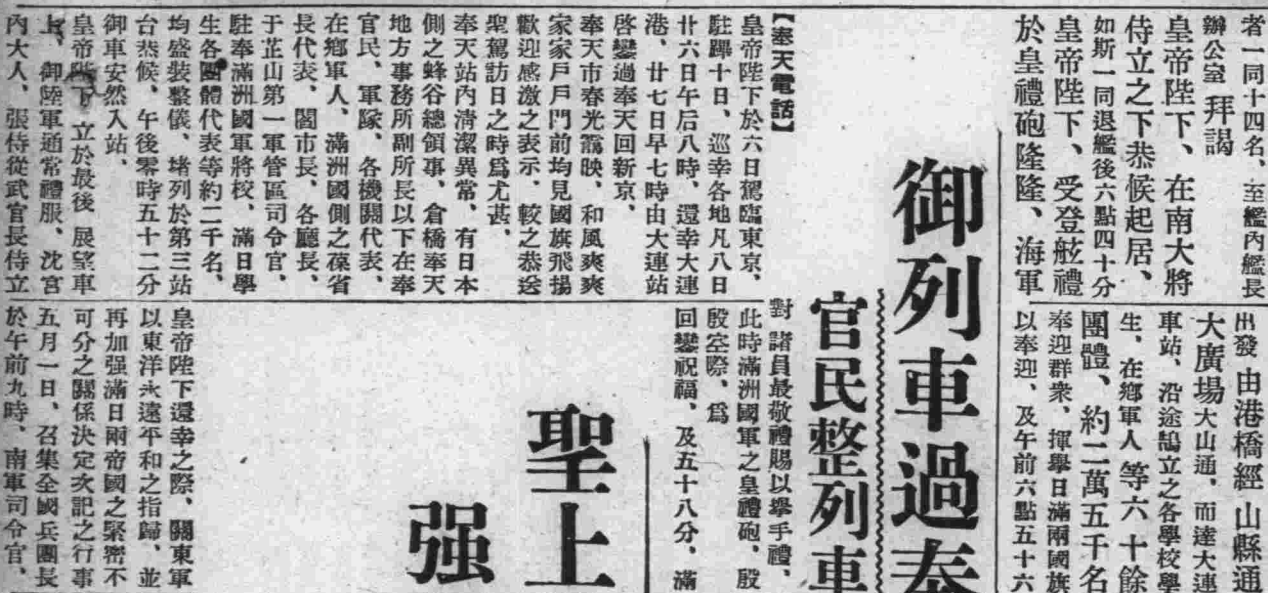 者一同十四名、至艦內艦長
辦公室 拜謁
皇帝陛下、在南大將
侍立之下恭候起居、
如斯一同退艦後六點四十分
皇帝陛下、受登舷禮
於皇禮砲隆隆、海軍
出發 由港橋經 山縣通
大廣場 大山通、而達大連
車站、沿途鵠立之各學校學
生、在鄉軍人 等六十餘
團體、約二萬五千名
奉迎群衆、揮舉日滿兩國旗
以奉迎、及午前六點五十六
御列車過奉
官民整列車
【奉天電話】
皇帝陛下於六日駕臨東京、
駐蹕十日、巡幸各地凡八日
廿六日午后八時、還幸大連
港、廿七日早七時由大連站
啓鑾過奉天回新京、
奉天市春光靄映、和風爽爽
家家戶戶門前均見國旗飛揚
歡迎感激之表示、較之恭送
聖駕訪日之時爲尤甚、
奉天站內清潔異常、有日本
側之蜂谷總領事、倉橋奉天
地方事務所副所長以下在奉
官民、軍隊、各機關代表、
在鄉軍人、滿洲國側之葆省
長代表、閻市長、各廳長、
于芷山第一軍管區司令官、
駐奉滿洲國軍將校、滿日學
生各團體代表等約二千名、
均盛裝整儀、堵列於第三站
台恭候、午後零時五十二分
御車安然入站、
皇帝陛下 立於最後 展望車
上、御陸軍通常禮服、沈宮
內大人、張侍從武官長侍立
對 諸員最敬禮賜以舉手禮、
此時滿洲國軍之皇禮砲、殷
殷空際、爲
回鑾祝福、及五十八分、滿
聖上
强
皇帝陛下還幸之際、關東軍
以東洋永遠平和之指歸、並
再加强滿日兩帝國之緊密不
可分之關係決定次記之行事
五月一日、召集全國兵團長
於午前九時、南軍司令官、